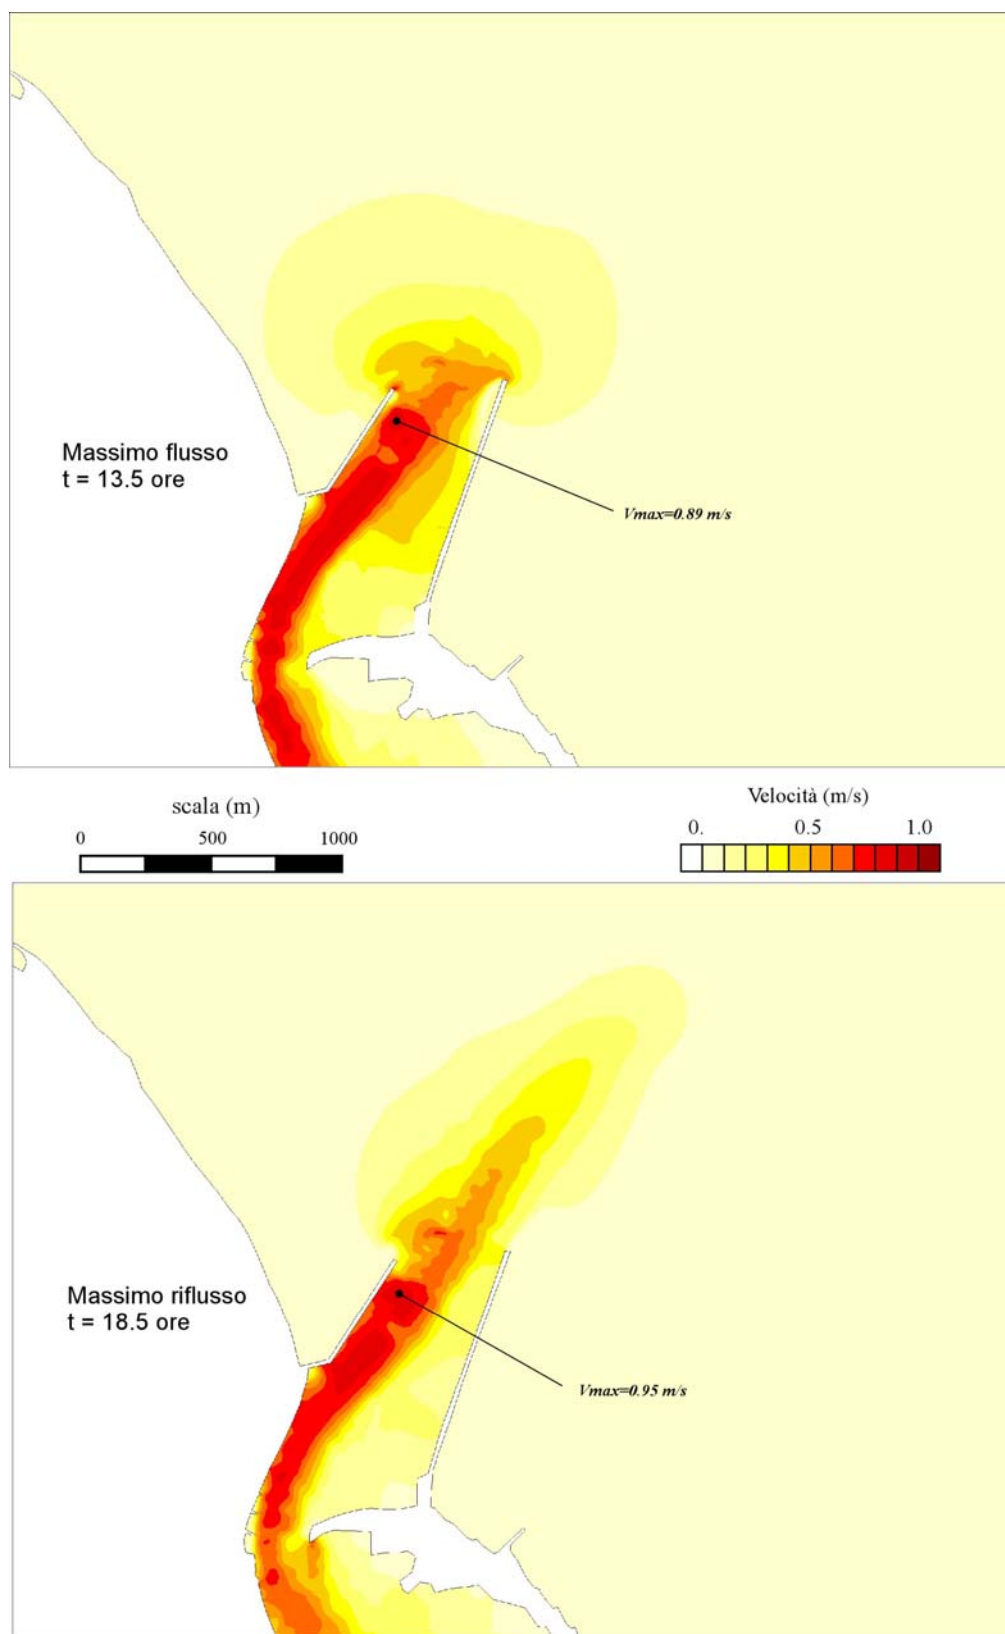 Massimo flusso
t = 13.5 ore
Vmax=0.89 m/s
scala (m)
0 500 1000
Velocità (m/s)
0. 0.5 1.0
Massimo riflusso
t = 18.5 ore
Vmax=0.95 m/s